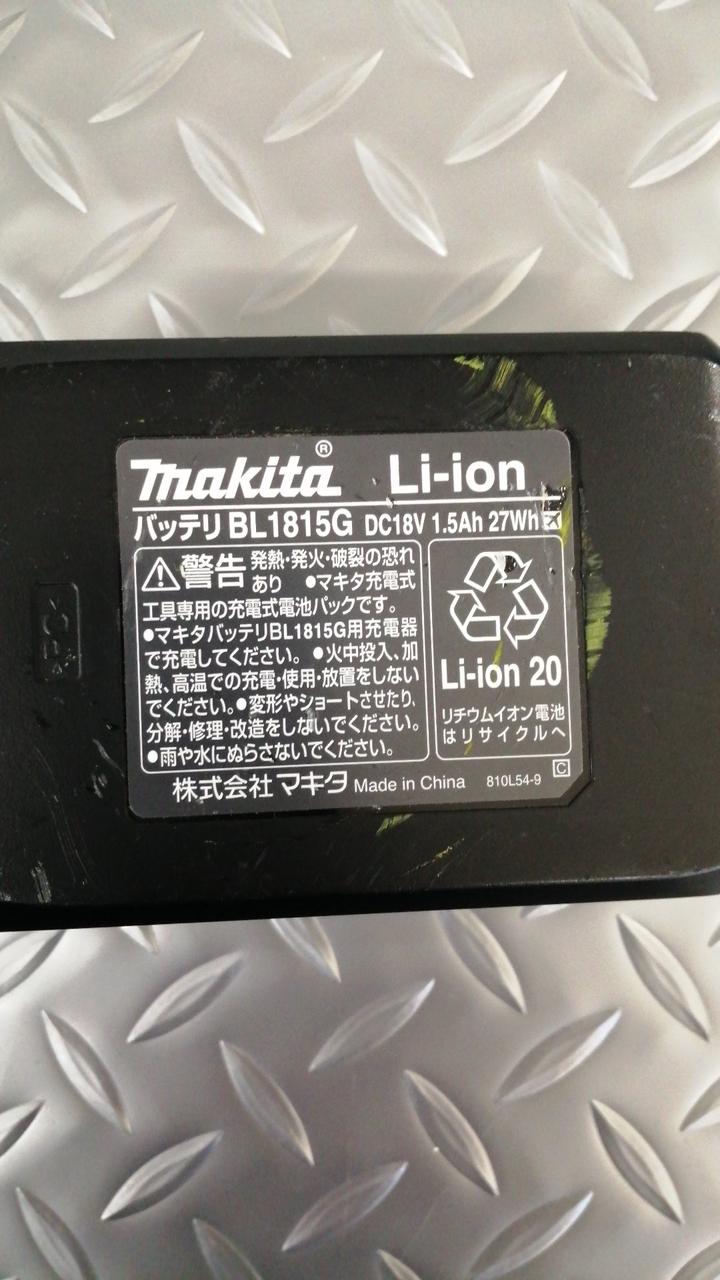 makita® Li-ion
バッテリ BL1815G DC18V 1.5Ah 27Wh
⚠警告 発熱・発火・破裂の恐れ
あり ●マキタ充電式
工具専用の充電式電池パックです。
●マキタバッテリBL1815G用充電器
で充電してください。●火中投入、加
熱、高温での充電・使用・放置をしない
でください。●変形やショートさせたり、
分解・修理・改造をしないでください。
●雨や水にぬらさないでください。
Li-ion 20
リチウムイオン電池
はリサイクルへ
株式会社マキタ Made in China 810L54-9 C